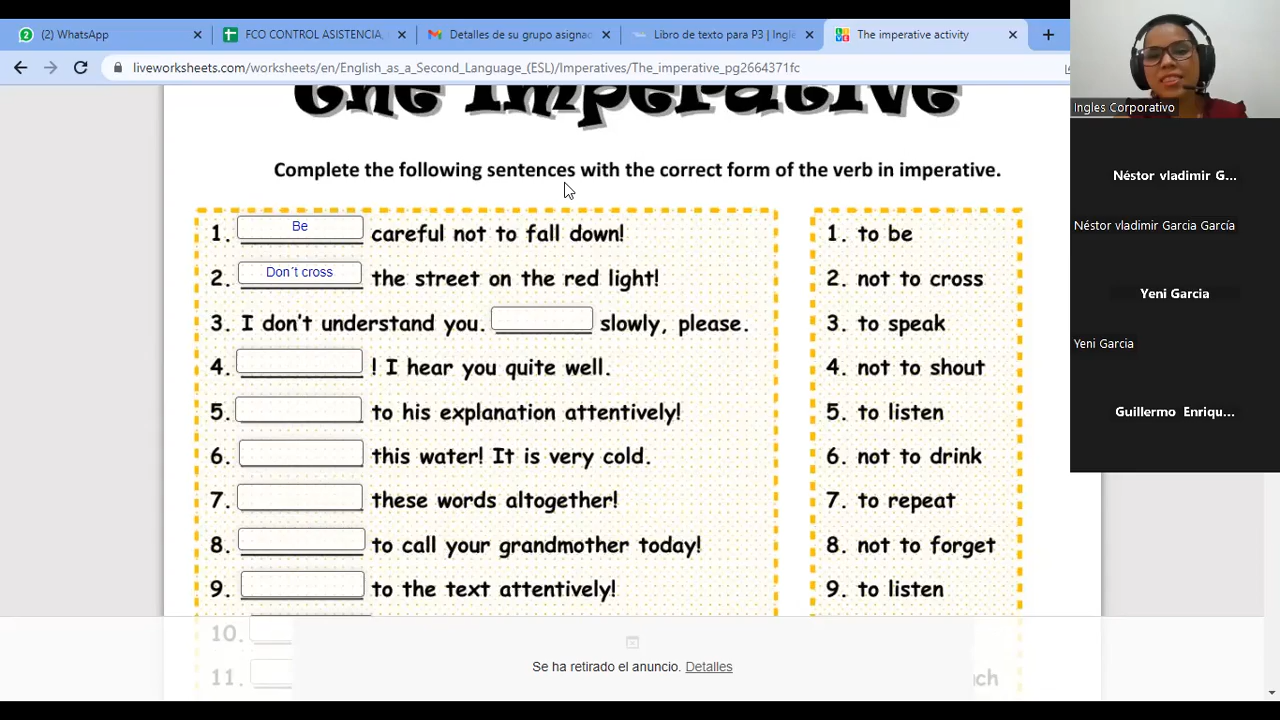 (2) WhatsApp
FCO CONTROL ASISTENCIA,
Detalles de su grupo asignad
Libro de texto para P3 | Inglé
The imperative activity
liveworksheets.com/worksheets/en/English_as_a_Second_Language_(ESL)/Imperatives/The_imperative_pg2664371fc
the imperative
Complete the following sentences with the correct form of the verb in imperative.
1. Be careful not to fall down!
2. Don´t cross the street on the red light!
3. I don't understand you. slowly, please.
4. ! I hear you quite well.
5. to his explanation attentively!
6. this water! It is very cold.
7. these words altogether!
8. to call your grandmother today!
9. to the text attentively!
10.
11.
1. to be
2. not to cross
3. to speak
4. not to shout
5. to listen
6. not to drink
7. to repeat
8. not to forget
9. to listen
Se ha retirado el anuncio. Detalles
Ingles Corporativo
Néstor vladimir G...
Néstor vladimir Garcia García
Yeni Garcia
Yeni Garcia
Guillermo Enriqu...